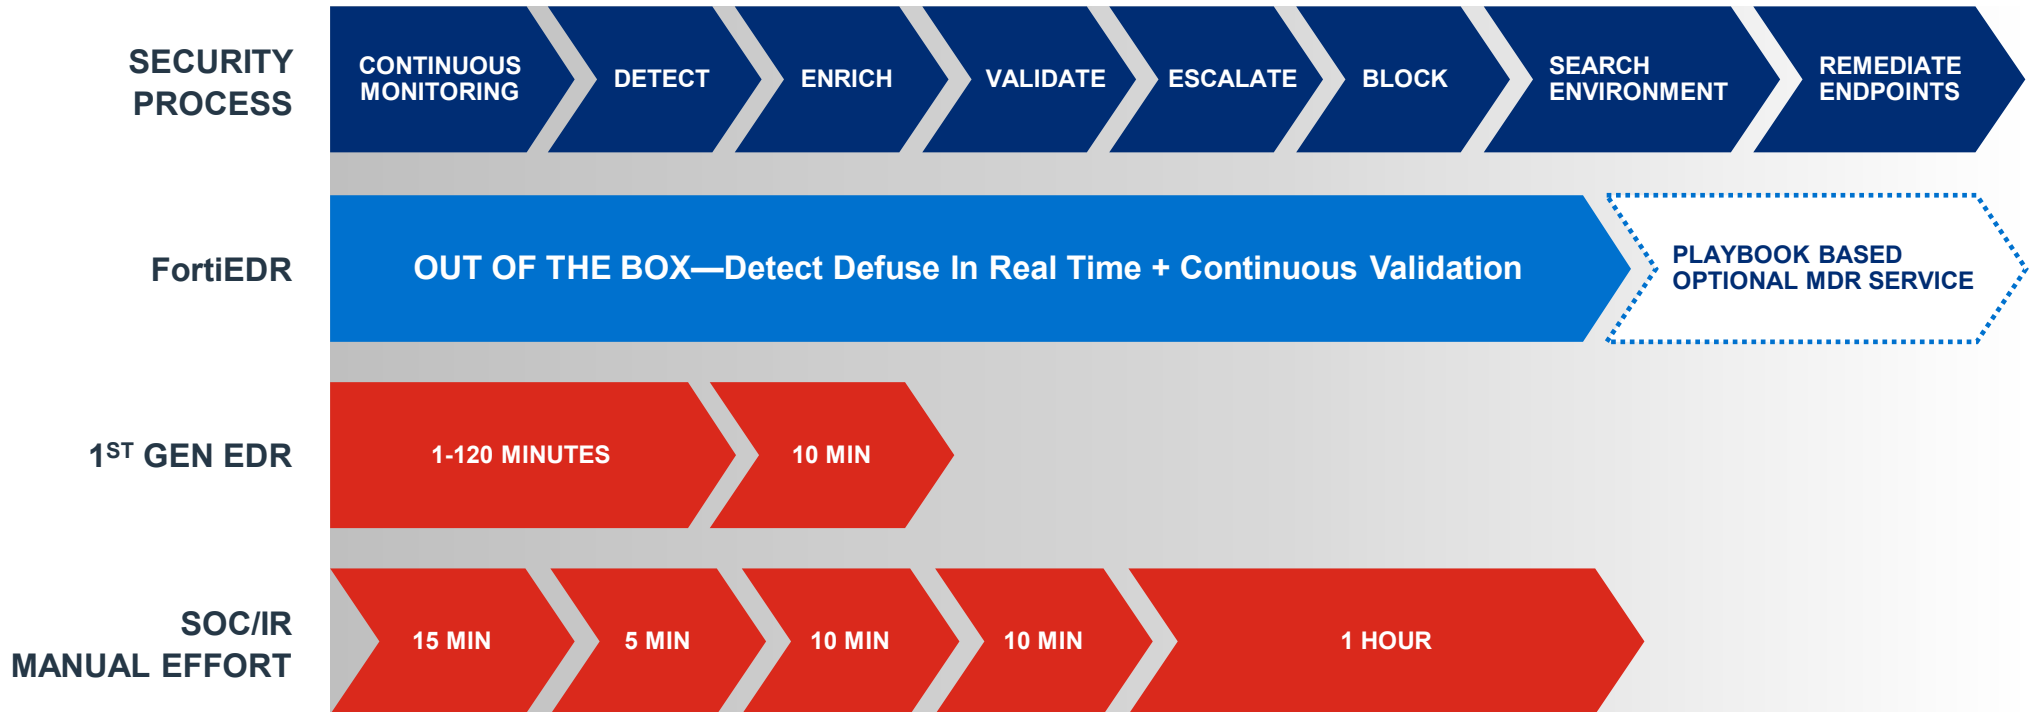 SECURITY
PROCESS
CONTINUOUS
MONITORING
DETECT
ENRICH
VALIDATE
ESCALATE
BLOCK
SEARCH
ENVIRONMENT
REMEDIATE
ENDPOINTS
FortiEDR
OUT OF THE BOX—Detect Defuse In Real Time + Continuous Validation
PLAYBOOK BASED
OPTIONAL MDR SERVICE
1ST GEN EDR
1-120 MINUTES
10 MIN
SOC/IR
MANUAL EFFORT
15 MIN
5 MIN
10 MIN
10 MIN
1 HOUR